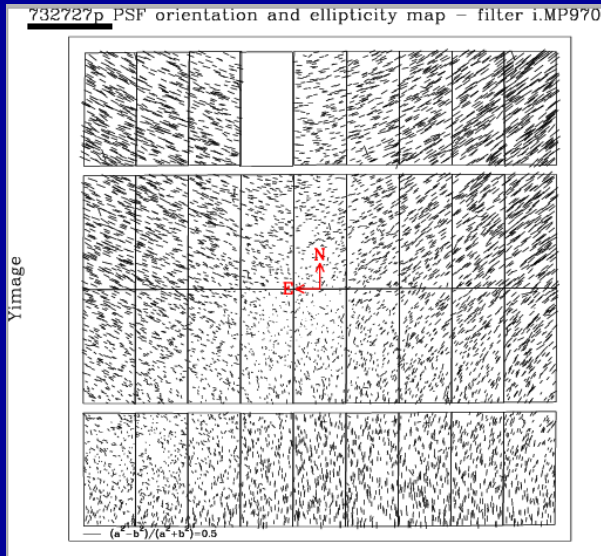 732727p PSF orientation and ellipticity map – filter i.MP970
Yimage
N
E
(a²-b²)/(a²+b²)=0.5